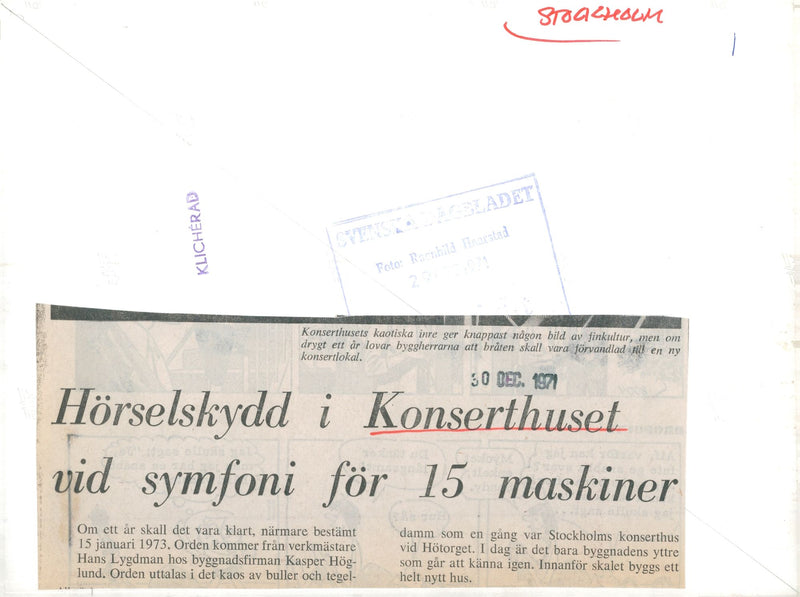 STOCKHOLM
KLICHERAD
SVENSKA DAGBLADET
Foto: Ragnhild Haarstad
Konserthusets kaotiska inre ger knappast någon bild av finkultur, men om
drygt ett år lovar byggherrarna att bråten skall vara förvandlad till en ny
konsertlokal.
30 DEC. 1971
Hörselskydd i Konserthuset
vid symfoni för 15 maskiner
Om ett år skall det vara klart, närmare bestämt
15 januari 1973. Orden kommer från verkmästare
Hans Lygdman hos byggnadsfirman Kasper Hög-
lund. Orden uttalas i det kaos av buller och tegel-
damm som en gång var Stockholms konserthus
vid Hötorget. I dag är det bara byggnadens yttre
som går att känna igen. Innanför skalet byggs ett
helt nytt hus.